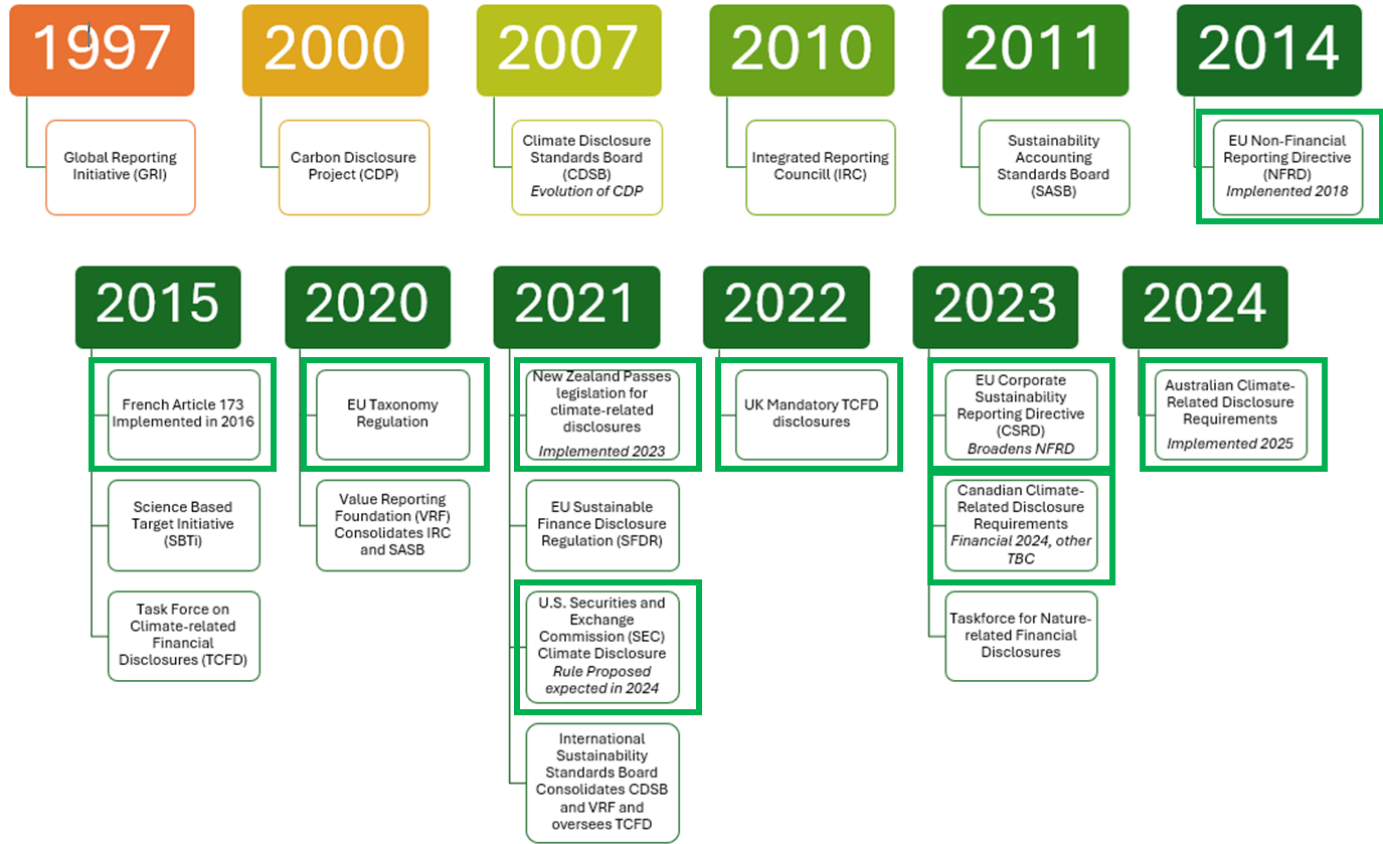 1997
2000
2007
2010
2011
2014
Global Reporting
Initiative (GRI)
Carbon Disclosure
Project (CDP)
Climate Disclosure
Standards Board
(CDSB)
Evolution of CDP
Integrated Reporting
Councill (IRC)
Sustainability
Accounting
Standards Board
(SASB)
EU Non-Financial
Reporting Directive
(NFRD)
Implenented 2018
2015
2020
2021
2022
2023
2024
French Article 173
Implemented in 2016
Science Based
Target Initiative
(SBTi)
Task Force on
Climate-related
Financial
Disclosures (TCFD)
EU Taxonomy
Regulation
Value Reporting
Foundation (VRF)
Consolidates IRC
and SASB
New Zealand Passes
legislation for
climate-related
disclosures
Implemented 2023
EU Sustainable
Finance Disclosure
Regulation (SFDR)
U.S. Securities and
Exchange
Commission (SEC)
Climate Disclosure
Rule Proposed
expected in 2024
International
Sustainability
Standards Board
Consolidates CDSB
and VRF and
oversees TCFD
UK Mandatory TCFD
disclosures
EU Corporate
Sustainability
Reporting Directive
(CSRD)
Broadens NFRD
Canadian Climate-
Related Disclosure
Requirements
Financial 2024, other
TBC
Taskforce for Nature-
related Financial
Disclosures
Australian Climate-
Related Disclosure
Requirements
Implemented 2025